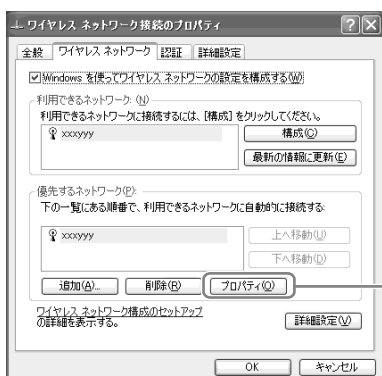 ワイヤレス ネットワーク接続のプロパティ
全般 ワイヤレス ネットワーク 認証 詳細設定
Windows を使ってワイヤレス ネットワークの設定を構成する(W)
利用できるネットワーク: (N)
利用できるネットワークに接続するには、[構成] をクリックしてください。
xxxyyy
構成(C)
最新の情報に更新(E)
優先するネットワーク(P):
下の一覧にある順番で、利用できるネットワークに自動的に接続する:
xxxyyy
上へ移動(U)
下へ移動(D)
追加(A)... 削除(R) プロパティ(O)
ワイヤレス ネットワーク構成のセットアップ
の詳細を表示する。
詳細設定(V)
OK キャンセル